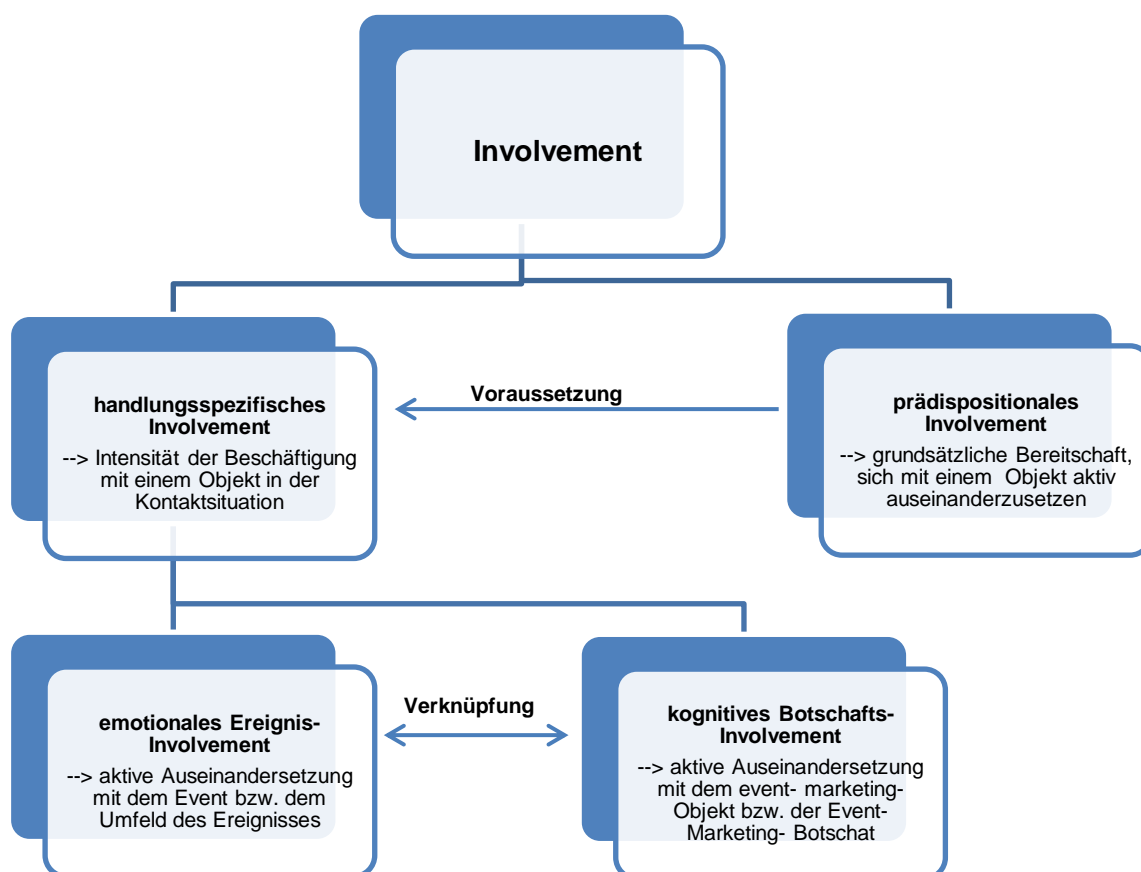 Involvement
handlungsspezifisches
Involvement
--> Intensität der Beschäftigung
mit einem Objekt in der
Kontaktsituation
Voraussetzung
prädispositionales
Involvement
--> grundsätzliche Bereitschaft,
sich mit einem Objekt aktiv
auseinanderzusetzen
emotionales Ereignis-
Involvement
--> aktive Auseinandersetzung
mit dem Event bzw. dem
Umfeld des Ereignisses
Verknüpfung
kognitives Botschafts-
Involvement
--> aktive Auseinandersetzung
mit dem event- marketing-
Objekt bzw. der Event-
Marketing- Botschat